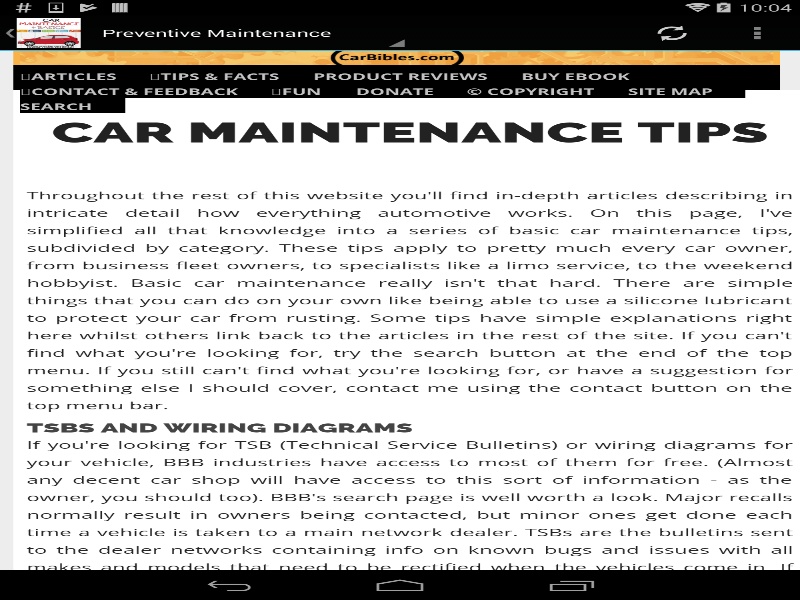 10:04
CAR MAINTENANCE
Preventive Maintenance
CarBibles.com
ARTICLES TIPS & FACTS PRODUCT REVIEWS BUY EBOOK
CONTACT & FEEDBACK FUN DONATE © COPYRIGHT SITE MAP
SEARCH
CAR MAINTENANCE TIPS
Throughout the rest of this website you'll find in-depth articles describing in
intricate detail how everything automotive works. On this page, I've
simplified all that knowledge into a series of basic car maintenance tips,
subdivided by category. These tips apply to pretty much every car owner,
from business fleet owners, to specialists like a limo service, to the weekend
hobbyist. Basic car maintenance really isn't that hard. There are simple
things that you can do on your own like being able to use a silicone lubricant
to protect your car from rusting. Some tips have simple explanations right
here whilst others link back to the articles in the rest of the site. If you can't
find what you're looking for, try the search button at the end of the top
menu. If you still can't find what you're looking for, or have a suggestion for
something else I should cover, contact me using the contact button on the
top menu bar.
TSBS AND WIRING DIAGRAMS
If you're looking for TSB (Technical Service Bulletins) or wiring diagrams for
your vehicle, BBB industries have access to most of them for free. (Almost
any decent car shop will have access to this sort of information - as the
owner, you should too). BBB's search page is well worth a look. Major recalls
normally result in owners being contacted, but minor ones get done each
time a vehicle is taken to a main network dealer. TSBs are the bulletins sent
to the dealer networks containing info on known bugs and issues with all
makes and models that need to be rectified when the vehicles come in. If